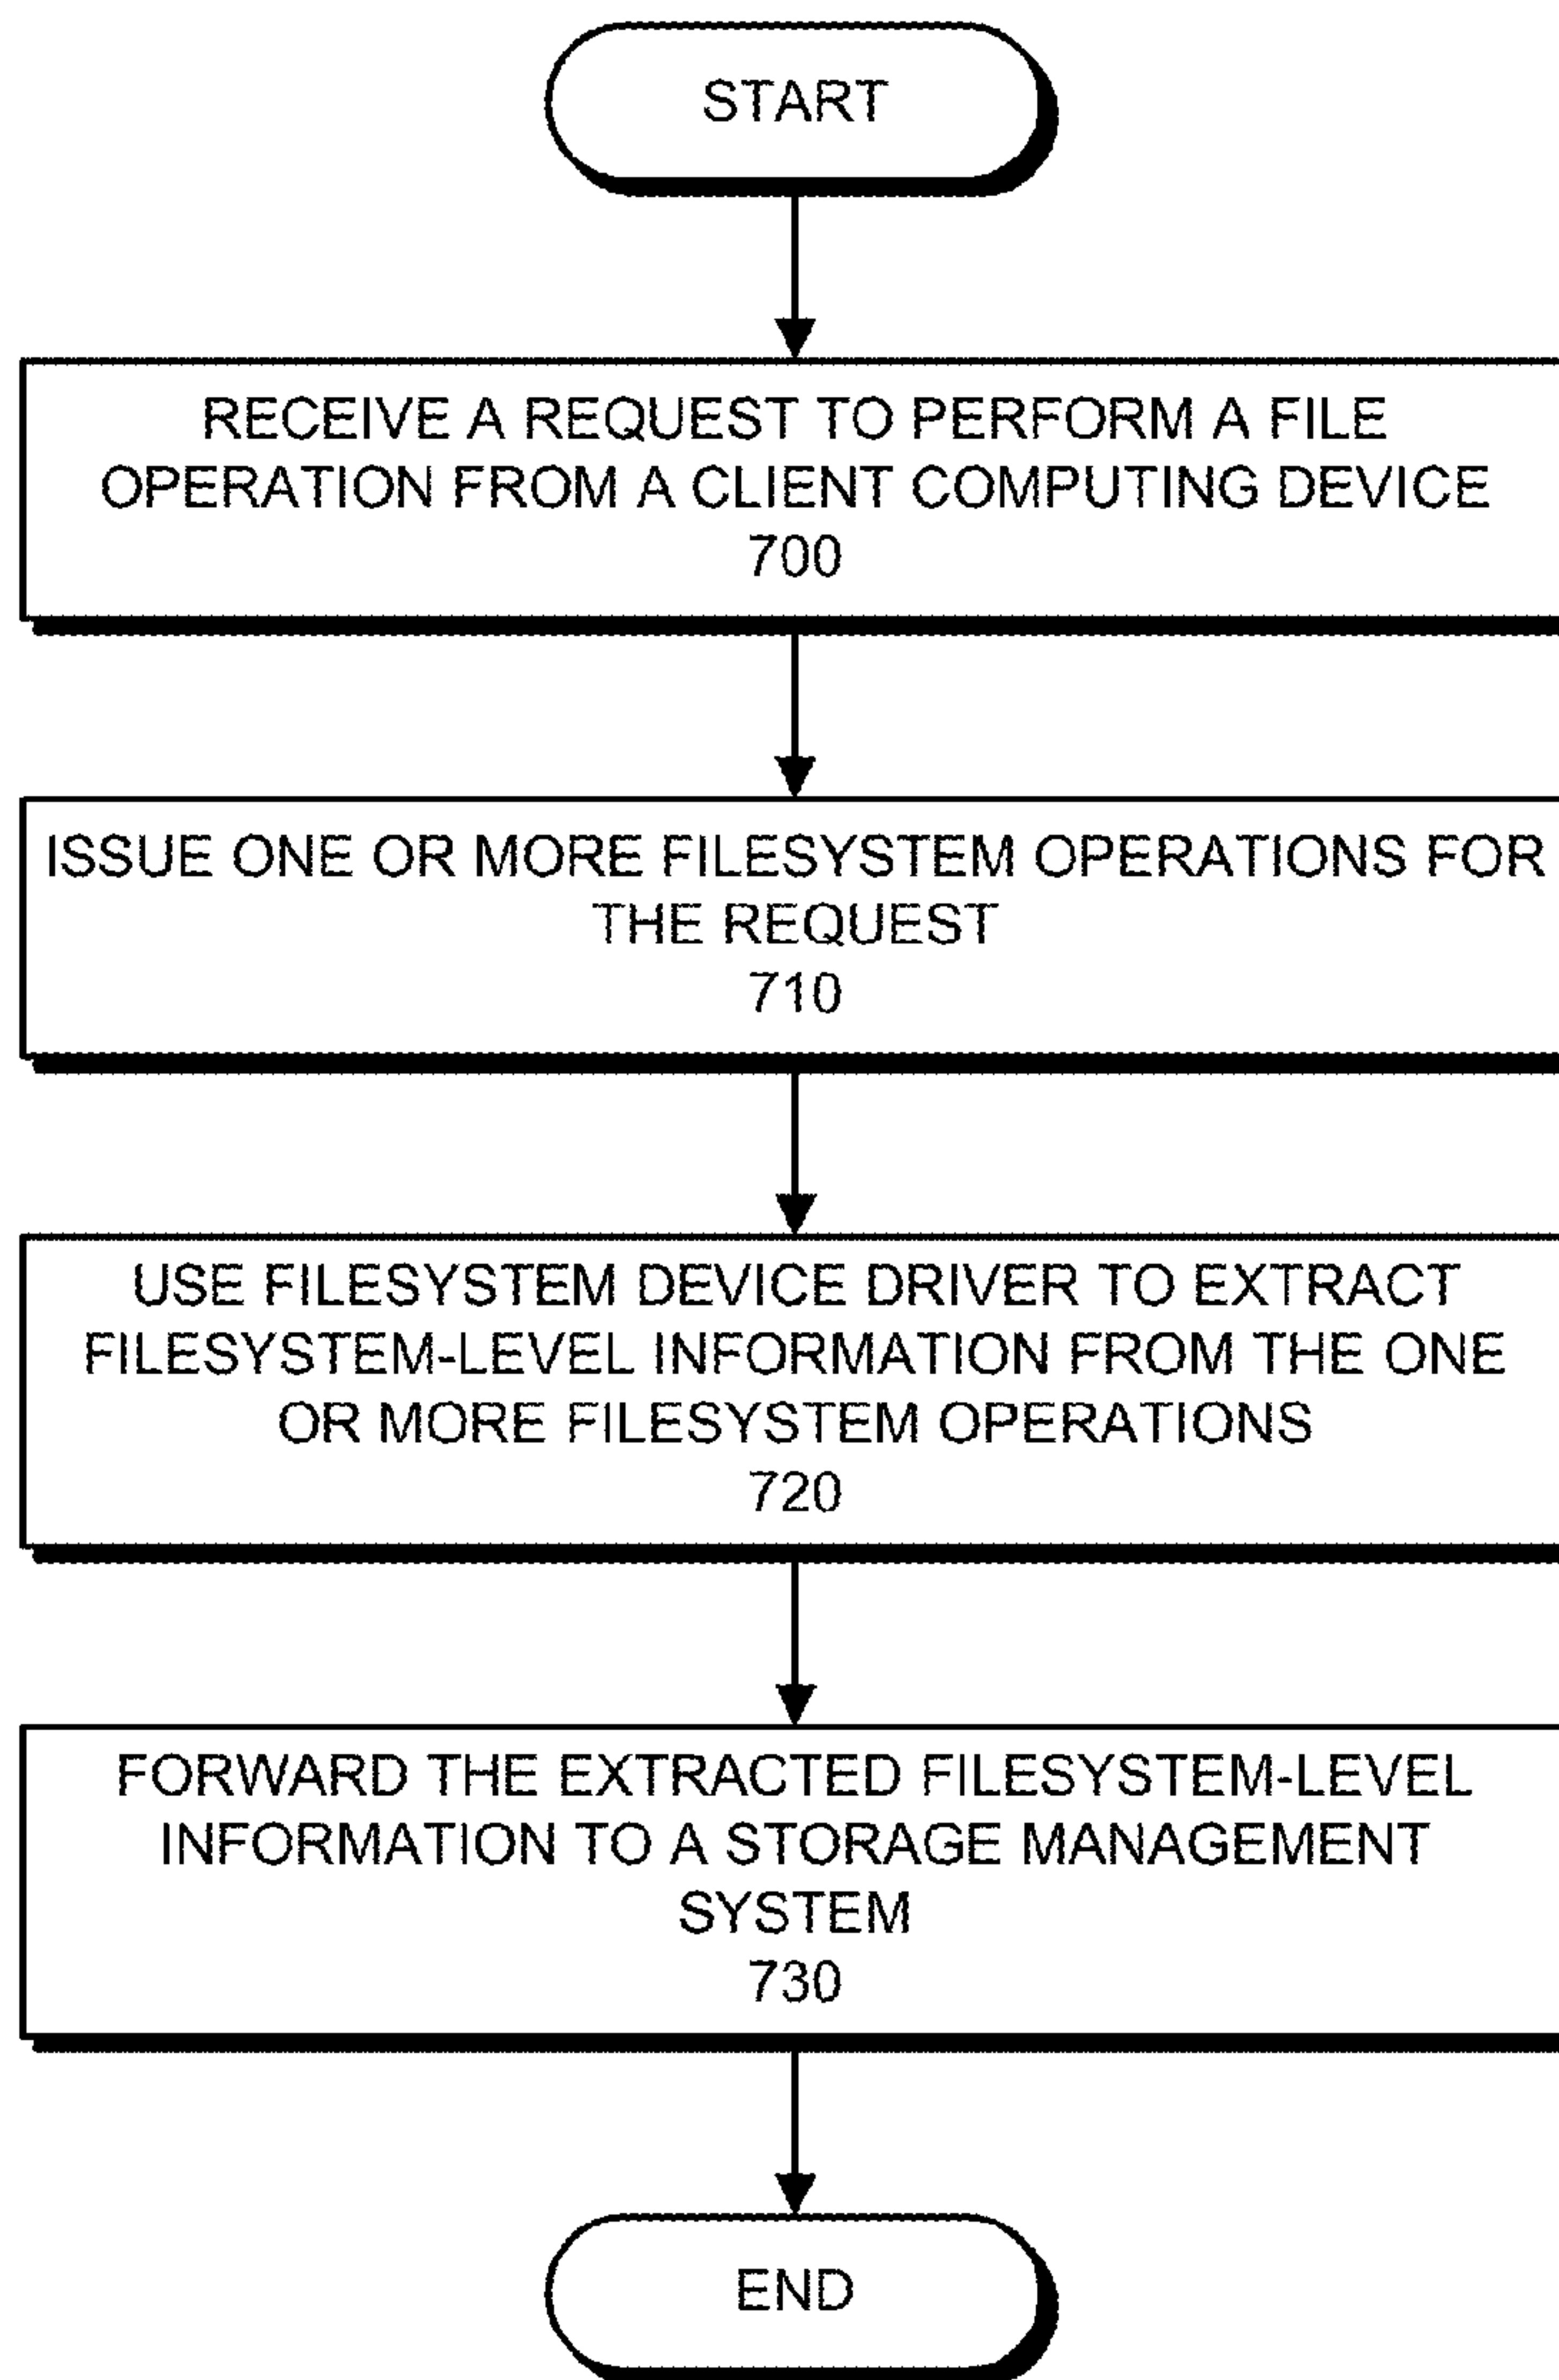 START
RECEIVE A REQUEST TO PERFORM A FILE
OPERATION FROM A CLIENT COMPUTING DEVICE
700
ISSUE ONE OR MORE FILESYSTEM OPERATIONS FOR
THE REQUEST
710
USE FILESYSTEM DEVICE DRIVER TO EXTRACT
FILESYSTEM-LEVEL INFORMATION FROM THE ONE
OR MORE FILESYSTEM OPERATIONS
720
FORWARD THE EXTRACTED FILESYSTEM-LEVEL
INFORMATION TO A STORAGE MANAGEMENT
SYSTEM
730
END